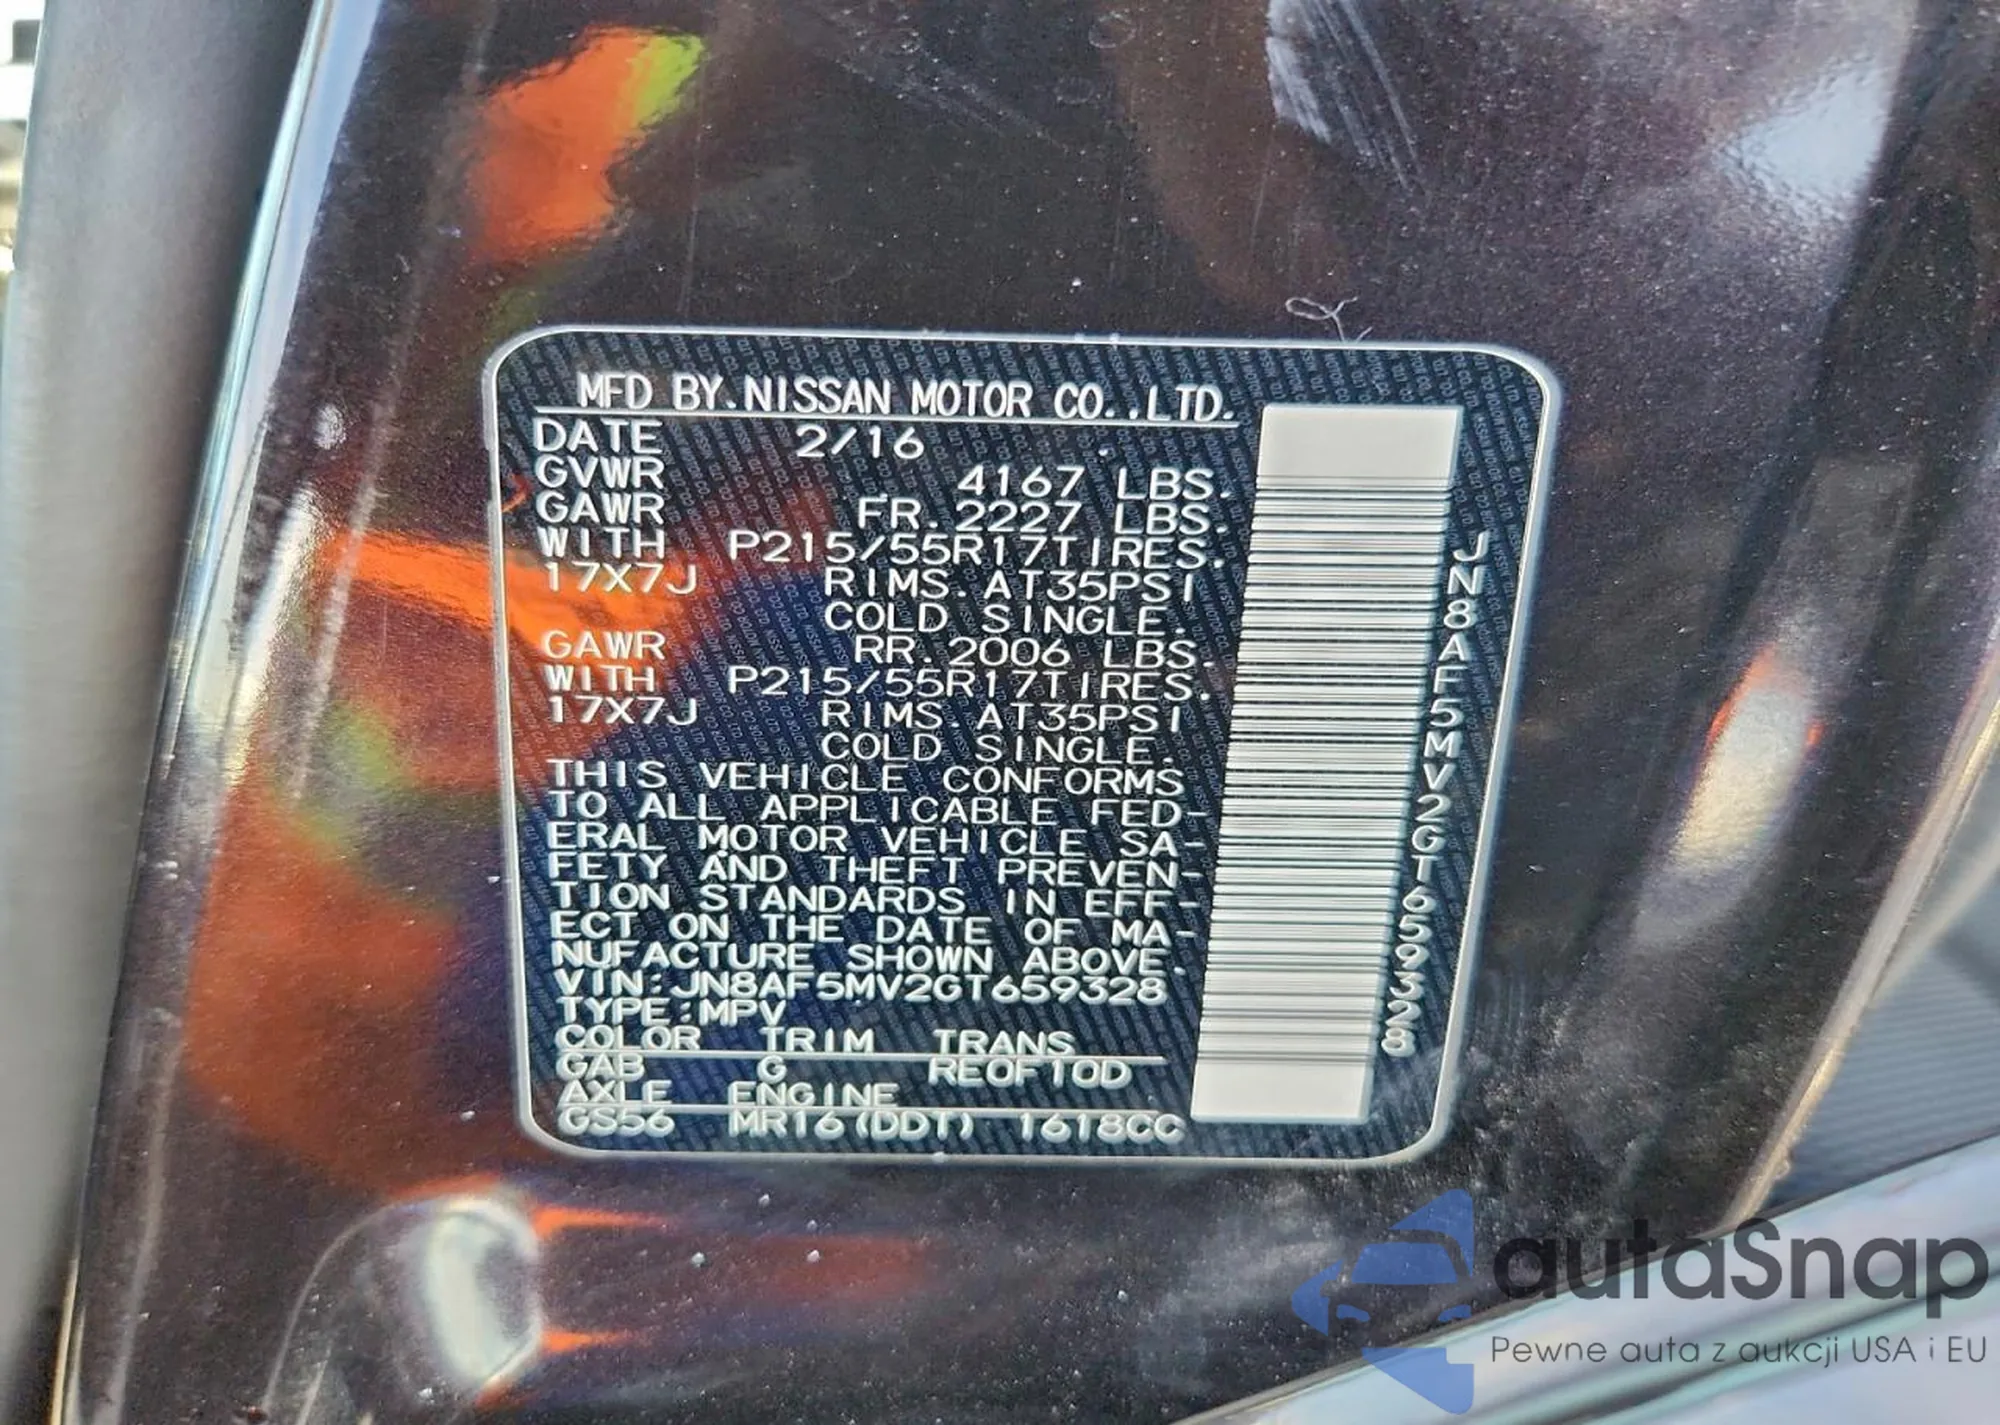 MFD BY.NISSAN MOTOR CO.,LTD.
DATE 2/16
GVWR 4167 LBS.
GAWR FR.2227 LBS.
WITH P215/55R17TIRES.
17X7J RIMS.AT35PSI
COLD SINGLE.
GAWR RR.2006 LBS.
WITH P215/55R17TIRES.
17X7J RIMS.AT35PSI
COLD SINGLE.
THIS VEHICLE CONFORMS
TO ALL APPLICABLE FED-
ERAL MOTOR VEHICLE SA-
FETY AND THEFT PREVEN-
TION STANDARDS IN EFF-
ECT ON THE DATE OF MA-
NUFACTURE SHOWN ABOVE.
VIN:JN8AF5MV2GT659328
TYPE:MPV
COLOR TRIM TRANS
GAB G RE0F10D
AXLE ENGINE
GS56 MR16(DDT) 1618CC
JN8AF5MV2GT659328
autaSnap
Pewne auta z aukcji USA i EU